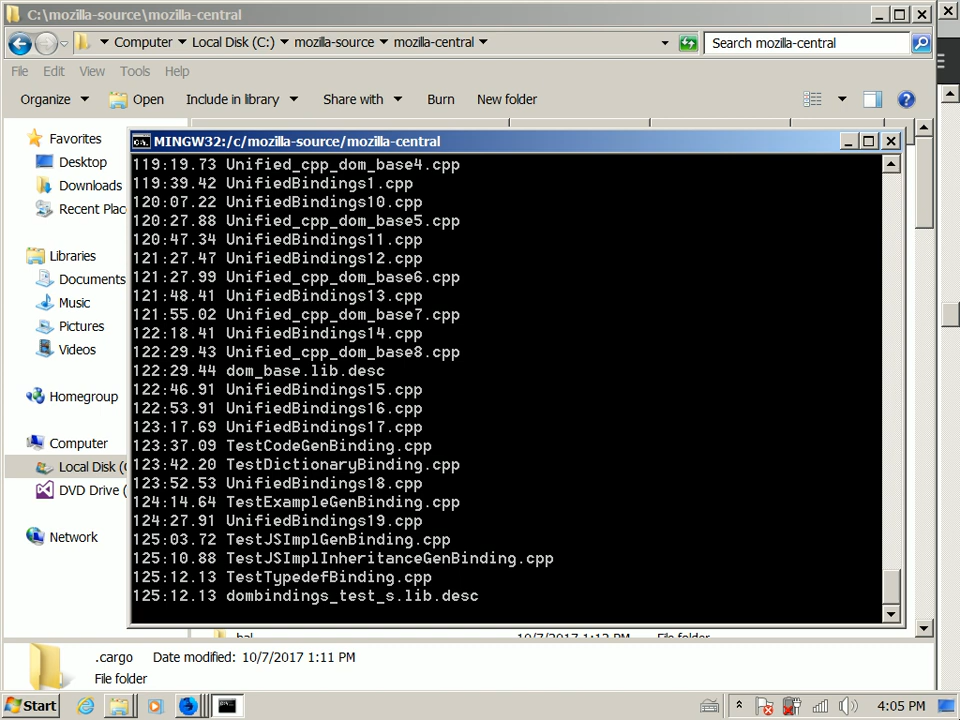 C:\mozilla-source\mozilla-central
Computer
Local Disk (C:)
mozilla-source
mozilla-central
Search mozilla-central
File Edit View Tools Help
Organize
Open
Include in library
Share with
Burn
New folder
Favorites
Desktop
Downloads
Recent Plac
Libraries
Documents
Music
Pictures
Videos
Homegroup
Computer
Local Disk (
DVD Drive (
Network
MINGW32:/c/mozilla-source/mozilla-central
119:19.73 Unified_cpp_dom_base4.cpp
119:39.42 UnifiedBindings1.cpp
120:07.22 UnifiedBindings10.cpp
120:27.88 Unified_cpp_dom_base5.cpp
120:47.34 UnifiedBindings11.cpp
121:27.47 UnifiedBindings12.cpp
121:27.99 Unified_cpp_dom_base6.cpp
121:48.41 UnifiedBindings13.cpp
121:55.02 Unified_cpp_dom_base7.cpp
122:18.41 UnifiedBindings14.cpp
122:29.43 Unified_cpp_dom_base8.cpp
122:29.44 dom_base.lib.desc
122:46.91 UnifiedBindings15.cpp
122:53.91 UnifiedBindings16.cpp
123:17.69 UnifiedBindings17.cpp
123:37.09 TestCodeGenBinding.cpp
123:42.20 TestDictionaryBinding.cpp
123:52.53 UnifiedBindings18.cpp
124:14.64 TestExampleGenBinding.cpp
124:27.91 UnifiedBindings19.cpp
125:03.72 TestJSImplGenBinding.cpp
125:10.88 TestJSImplInheritanceGenBinding.cpp
125:12.13 TestTypedefBinding.cpp
125:12.13 dombindings_test_s.lib.desc
hal 10/7/2017 1:12 PM File folder
.cargo Date modified: 10/7/2017 1:11 PM
File folder
Start
4:05 PM